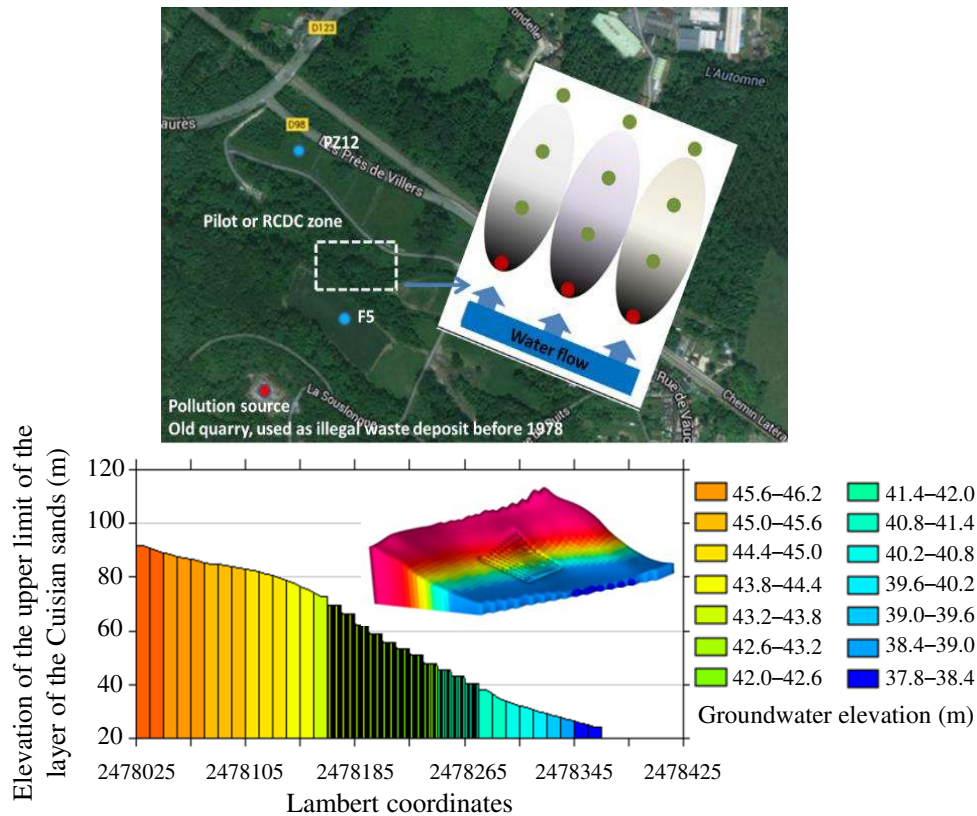 D123
rondelle
L'Automne
aurès
D98
PZ12
Les Prés de Villers
Pilot or RCDC zone
F5
Water flow
La Souslongue
Rue de Vauc
Chemin Latéra
Pollution source
Old quarry, used as illegal waste deposit before 1978
Elevation of the upper limit of the
layer of the Cuisian sands (m)
120
100
80
60
40
20
2478025
2478105
2478185
2478265
2478345
2478425
Lambert coordinates
45.6–46.2
45.0–45.6
44.4–45.0
43.8–44.4
43.2–43.8
42.6–43.2
42.0–42.6
41.4–42.0
40.8–41.4
40.2–40.8
39.6–40.2
39.0–39.6
38.4–39.0
37.8–38.4
Groundwater elevation (m)